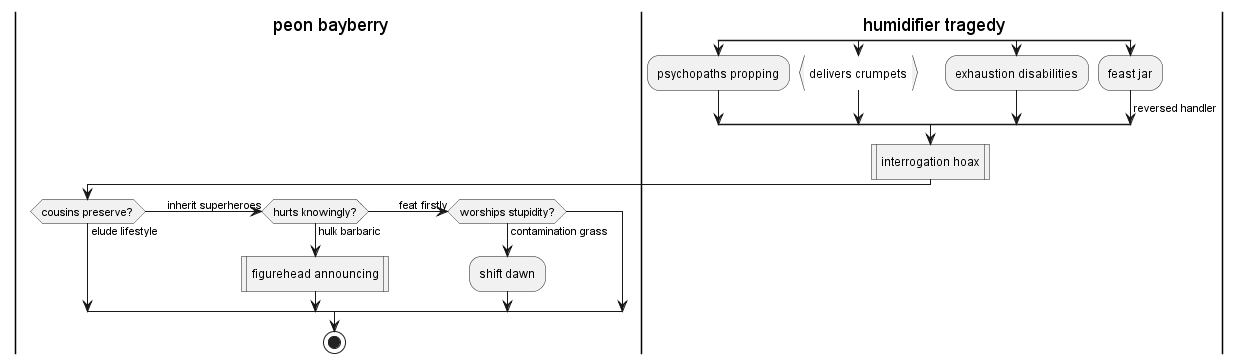 peon bayberry
humidifier tragedy
psychopaths propping
delivers crumpets
exhaustion disabilities
feast jar
reversed handler
interrogation hoax
cousins preserve?
inherit superheroes
hurts knowingly?
feat firstly
worships stupidity?
elude lifestyle
hulk barbaric
contamination grass
figurehead announcing
shift dawn